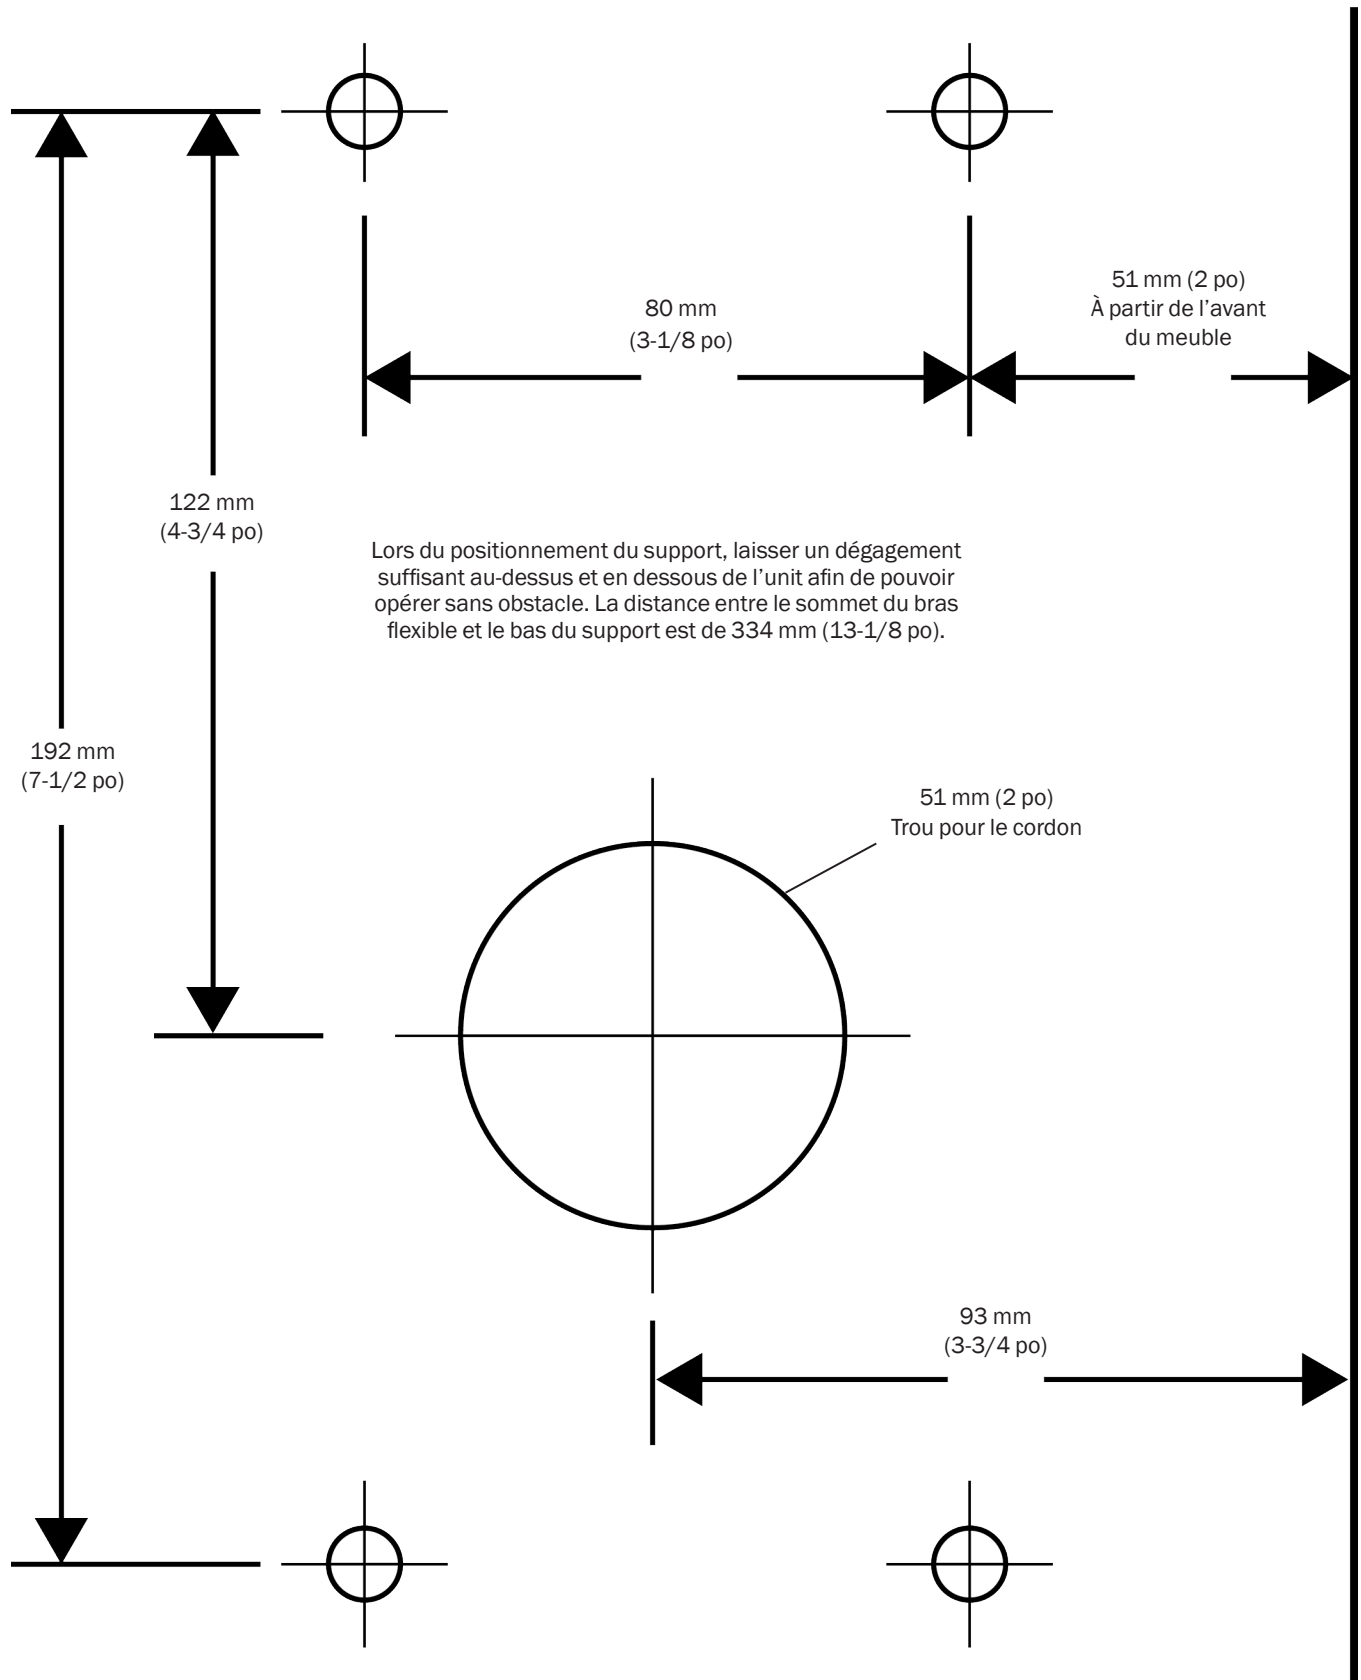 51 mm (2 po)
À partir de l’avant
du meuble
80 mm
(3-1/8 po)
122 mm
(4-3/4 po)
Lors du positionnement du support, laisser un dégagement
suffisant au-dessus et en dessous de l’unit afin de pouvoir
opérer sans obstacle. La distance entre le sommet du bras
flexible et le bas du support est de 334 mm (13-1/8 po).
192 mm
(7-1/2 po)
51 mm (2 po)
Trou pour le cordon
93 mm
(3-3/4 po)